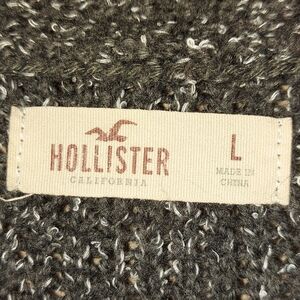 HOLLISTER
CALIFORNIA
L
MADE IN
CHINA